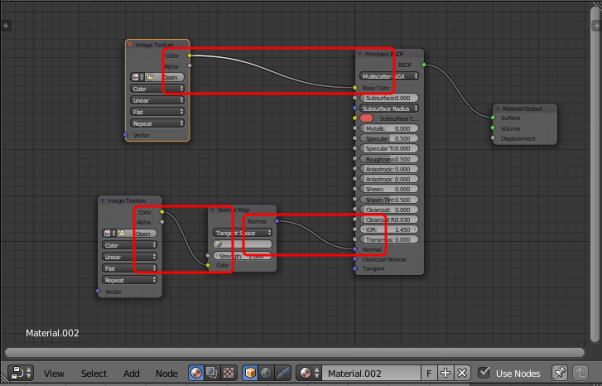 Image Texture
Color
Alpha
Open
Color
Linear
Flat
Repeat
Vector
Principled BSDF
BSDF
Multiscatter GGX
Base Color
Subsurface: 0.000
Subsurface Radius
Subsurface C...
Metallic: 0.000
Specular: 0.500
Specular Ti: 0.000
Roughness: 0.500
Anisotropic: 0.000
Anisotropic 0.000
Sheen: 0.000
Sheen Tint: 0.500
Clearcoat: 0.000
Clearcoat R: 0.030
IOR: 1.450
Transmiss: 0.000
Normal
Clearcoat Normal
Tangent
Material Output
Surface
Volume
Displacement
Image Texture
Color
Alpha
Open
Color
Linear
Flat
Repeat
Vector
Normal Map
Normal
Tangent Space
Color
Material.002
View
Select
Add
Node
Material.002
F
Use Nodes